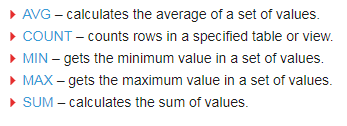 AVG – calculates the average of a set of values.
COUNT – counts rows in a specified table or view.
MIN – gets the minimum value in a set of values.
MAX – gets the maximum value in a set of values.
SUM – calculates the sum of values.